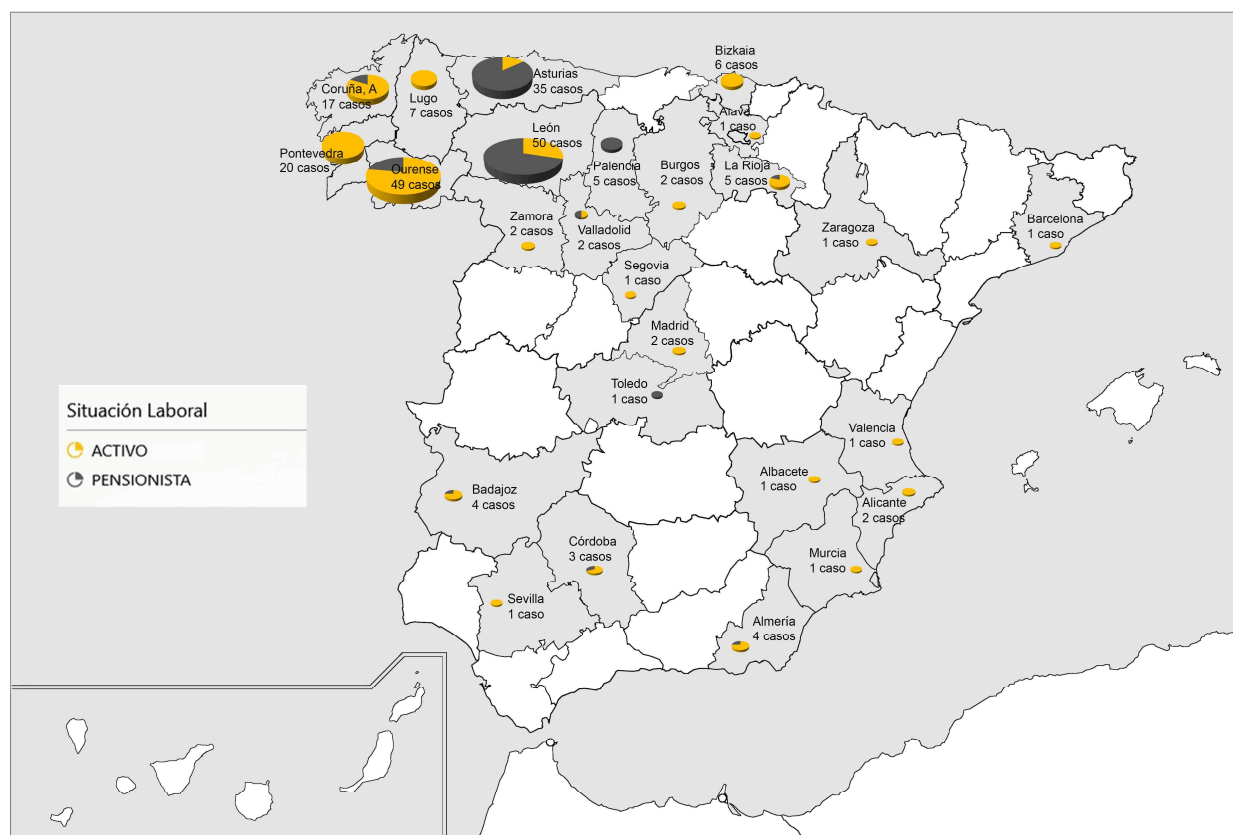 Bizkaia
6 casos
Asturias
35 casos
Coruña, A
17 casos
Lugo
7 casos
Alava
1 caso
León
50 casos
Pontevedra
20 casos
Ourense
49 casos
Palencia
5 casos
Burgos
2 casos
La Rioja
5 casos
Zamora
2 casos
Valladolid
2 casos
Zaragoza
1 caso
Barcelona
1 caso
Segovia
1 caso
Madrid
2 casos
Toledo
1 caso
Situación Laboral
ACTIVO
PENSIONISTA
Valencia
1 caso
Albacete
1 caso
Badajoz
4 casos
Alicante
2 casos
Córdoba
3 casos
Murcia
1 caso
Sevilla
1 caso
Almería
4 casos